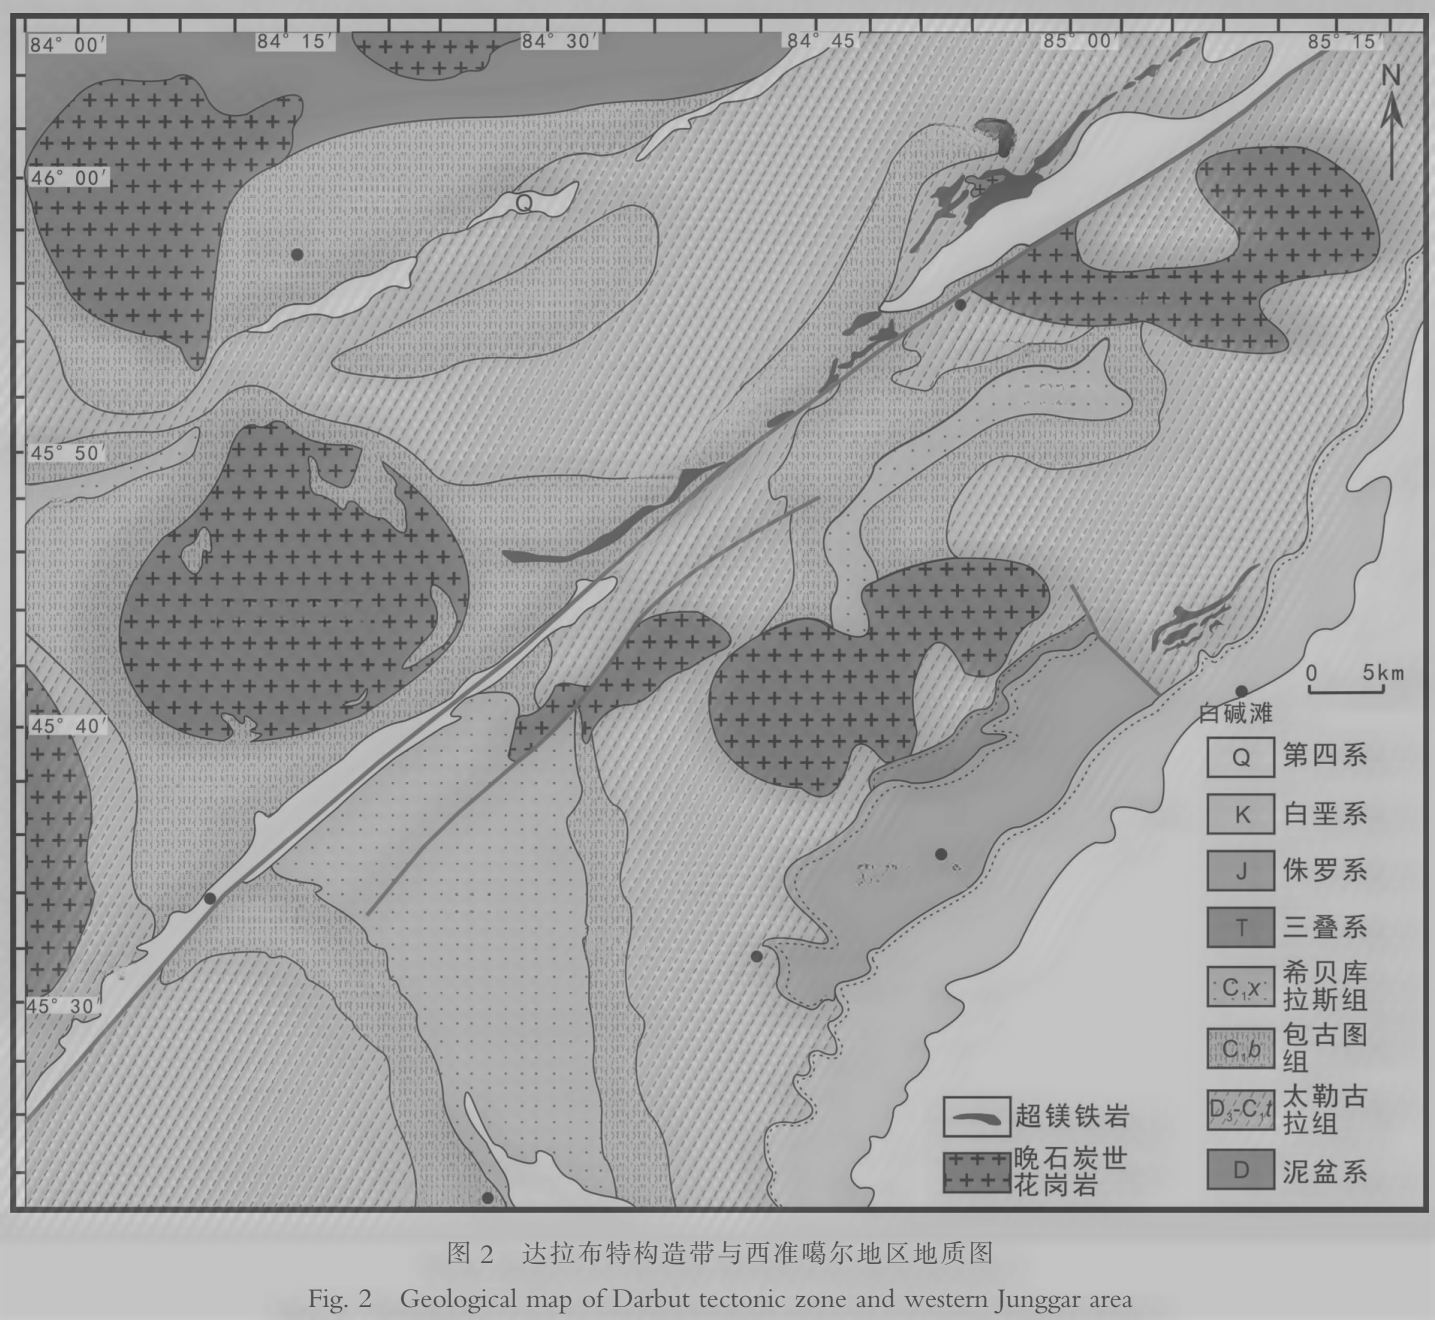 84° 00′ 84° 15′ 84° 30′ 84° 45′ 85° 00′ 85° 15′
N
46° 00′
Q
45° 50′
0 5km
45° 40′
白碱滩
Q 第四系
K 白垩系
J 侏罗系
T 三叠系
C₁x 希贝库
拉斯组
45° 30′
C₁b 包古图
组
D₃-C₁t 太勒古
拉组
超镁铁岩
晚石炭世
花岗岩
D 泥盆系
图 2 达拉布特构造带与西准噶尔地区地质图
Fig. 2 Geological map of Darbut tectonic zone and western Junggar area